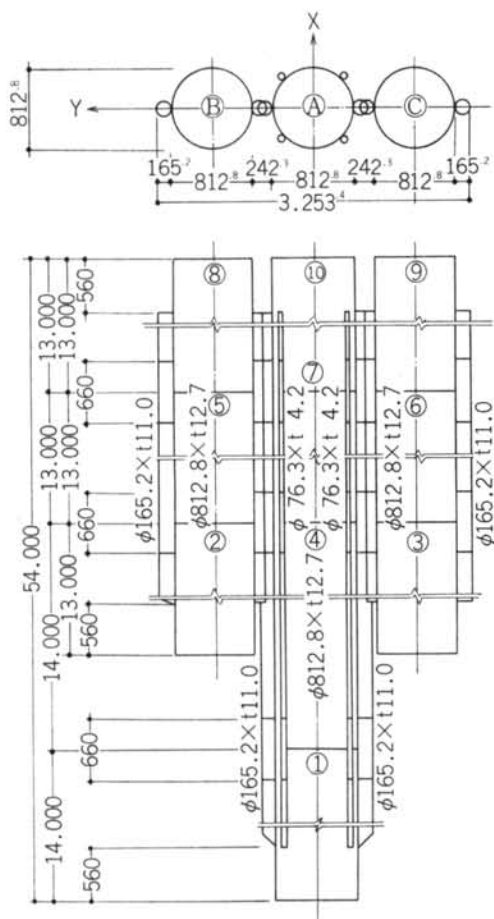 X
812.⁸
Y
Ⓑ
Ⓐ
Ⓒ
165.² 242.³ 242.³ 165.²
812.⁸ 812.⁸ 812.⁸
3.253.⁴
⑧ ⑩ ⑨
560
13.000
13.000
⑦
660
⑤ ⑥
φ165.2×t11.0
φ812.8×t12.7
φ 76.3×t 4.2
φ 76.3×t 4.2
φ812.8×t12.7
φ165.2×t11.0
13.000
13.000
660
② ④ ③
54.000
14.000
13.000
560
φ812.8×t12.7
φ165.2×t11.0
φ165.2×t11.0
660
①
14.000
560